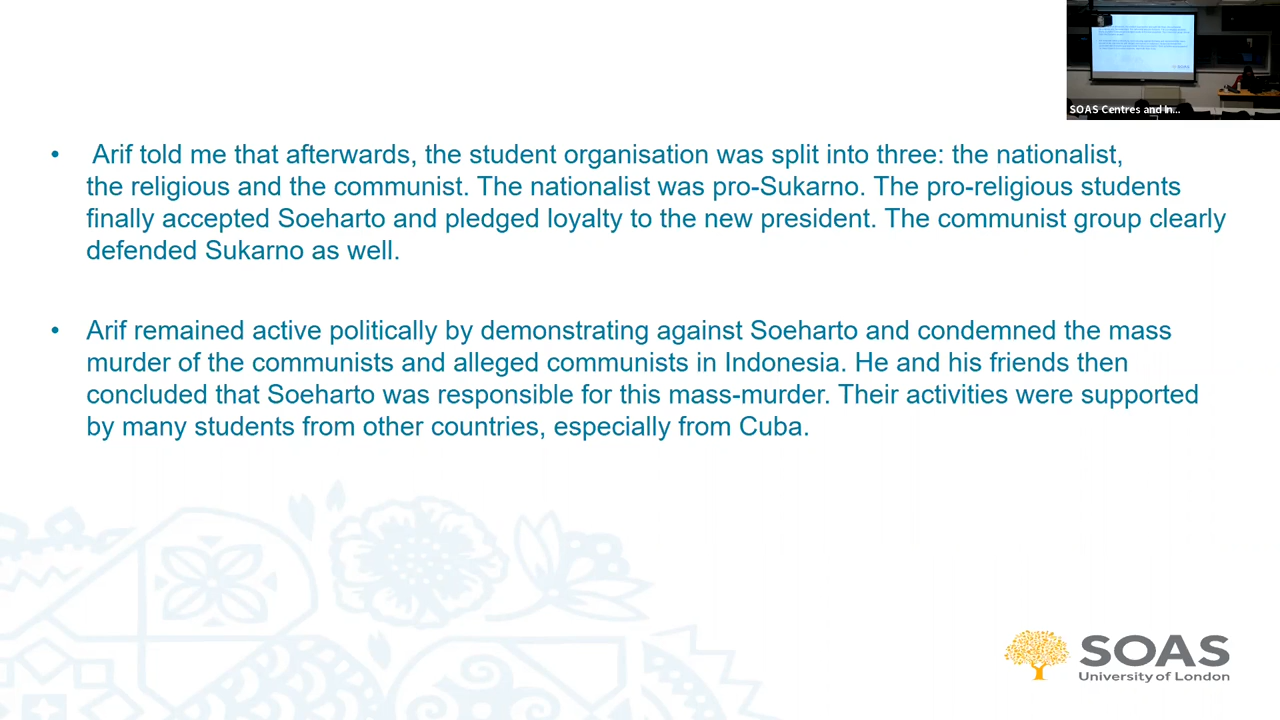 SOAS Centres and In...
• Arif told me that afterwards, the student organisation was split into three: the nationalist,
the religious and the communist. The nationalist was pro-Sukarno. The pro-religious students
finally accepted Soeharto and pledged loyalty to the new president. The communist group clearly
defended Sukarno as well.
• Arif remained active politically by demonstrating against Soeharto and condemned the mass
murder of the communists and alleged communists in Indonesia. He and his friends then
concluded that Soeharto was responsible for this mass-murder. Their activities were supported
by many students from other countries, especially from Cuba.
SOAS
University of London